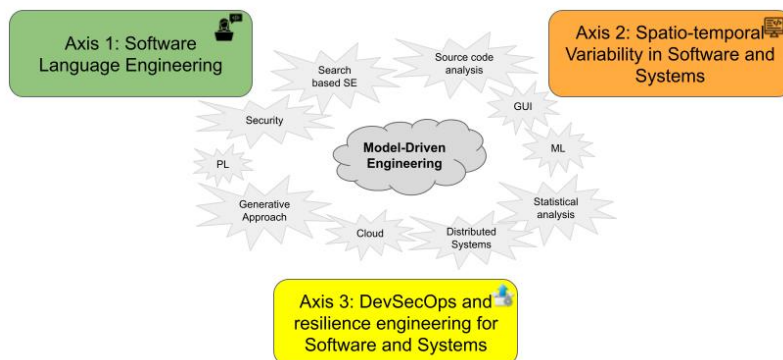 Axis 1: Software
Language Engineering
Axis 2: Spatio-temporal
Variability in Software and
Systems
Search
based SE
Source code
analysis
Security
GUI
Model-Driven
Engineering
PL
ML
Generative
Approach
Statistical
analysis
Cloud
Distributed
Systems
Axis 3: DevSecOps and
resilience engineering for
Software and Systems